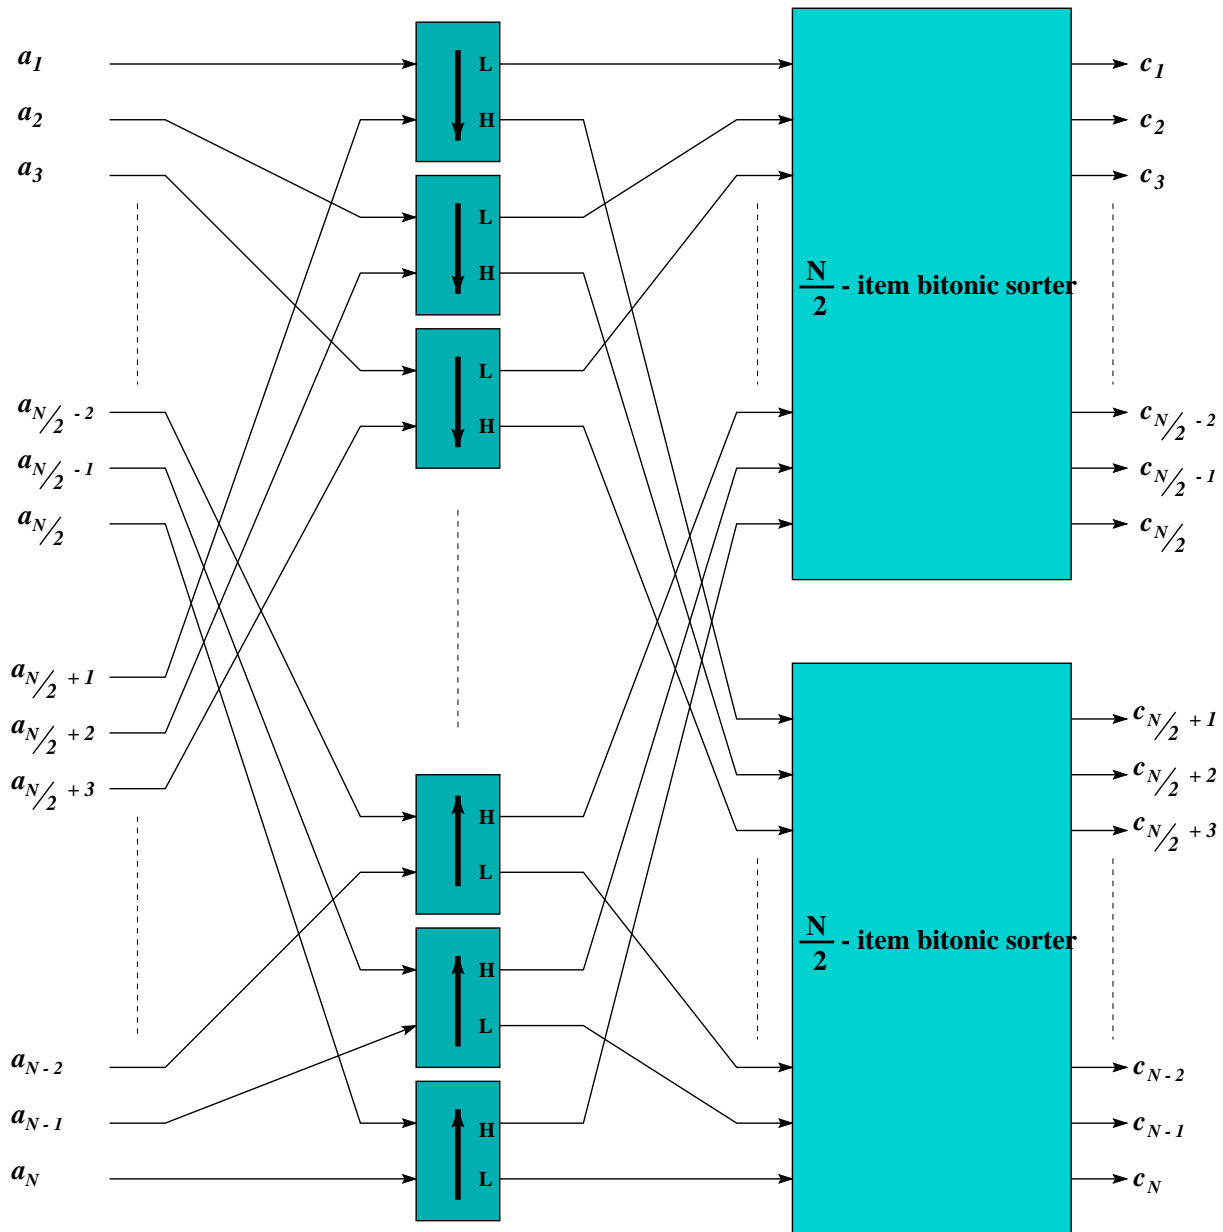 a1
a2
a3
aN/2 -2
aN/2 -1
aN/2
aN/2 +1
aN/2 +2
aN/2 +3
aN-2
aN-1
aN
L
H
L
H
L
H
H
L
H
L
H
L
N/2 - item bitonic sorter
N/2 - item bitonic sorter
c1
c2
c3
cN/2 -2
cN/2 -1
cN/2
cN/2 +1
cN/2 +2
cN/2 +3
cN-2
cN-1
cN